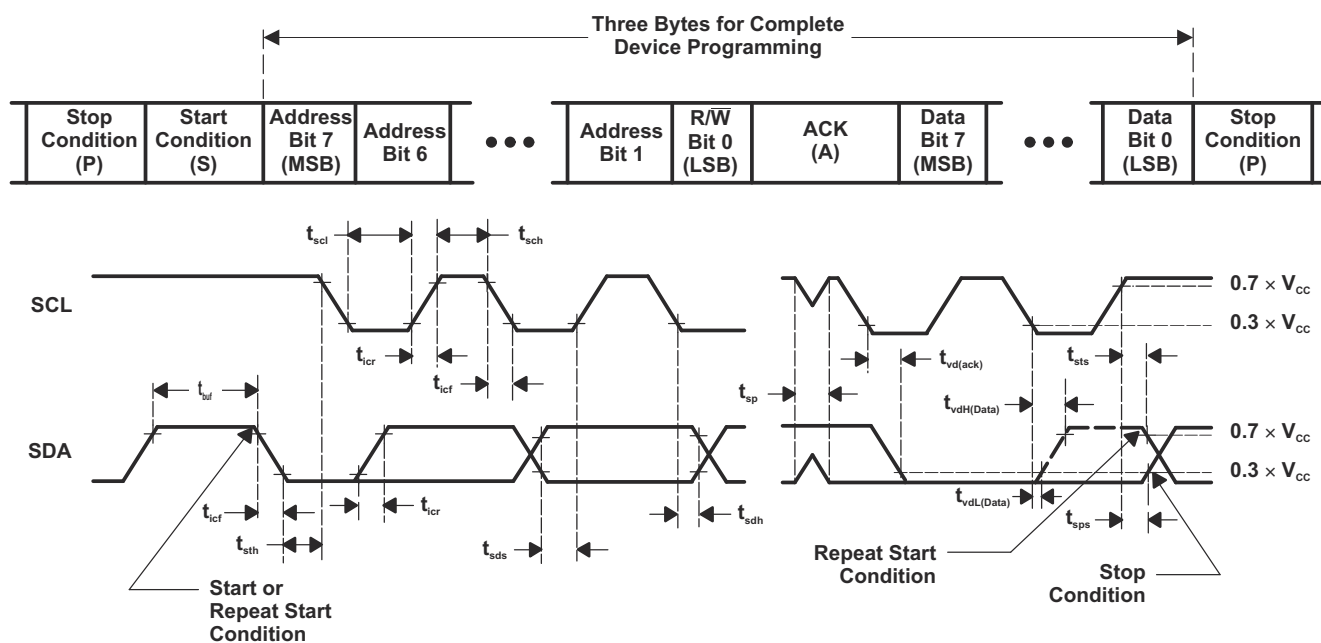 Three Bytes for Complete
Device Programming
Stop
Condition
(P)
Start
Condition
(S)
Address
Bit 7
(MSB)
Address
Bit 6
•••
Address
Bit 1
R/W̅
Bit 0
(LSB)
ACK
(A)
Data
Bit 7
(MSB)
•••
Data
Bit 0
(LSB)
Stop
Condition
(P)
tscl
tsch
SCL
0.7 × VCC
0.3 × VCC
ticr
ticf
tvd(ack)
tsts
tbuf
tsp
tvdH(Data)
SDA
0.7 × VCC
0.3 × VCC
ticf
ticr
tsdh
tvdL(Data)
tsth
tsds
tsps
Start or
Repeat Start
Condition
Repeat Start
Condition
Stop
Condition